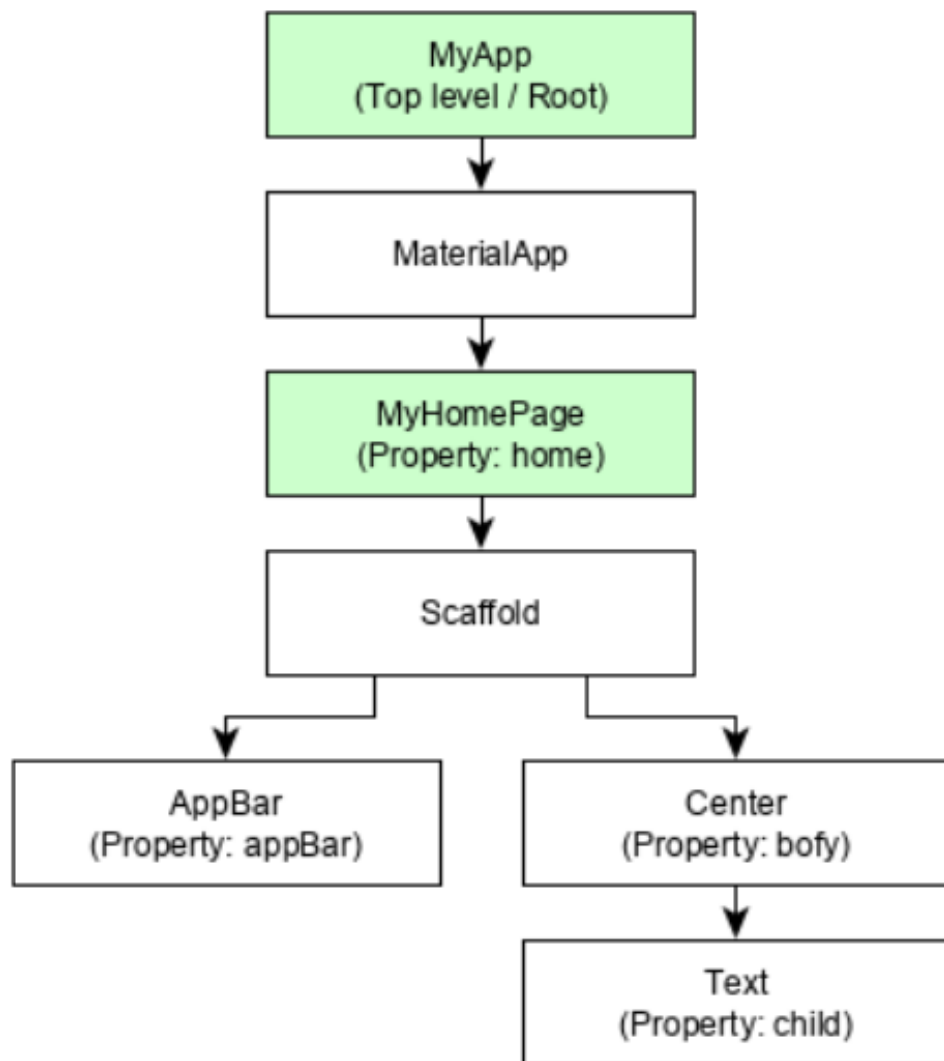 MyApp
(Top level / Root)
MaterialApp
MyHomePage
(Property: home)
Scaffold
AppBar
(Property: appBar)
Center
(Property: bofy)
Text
(Property: child)